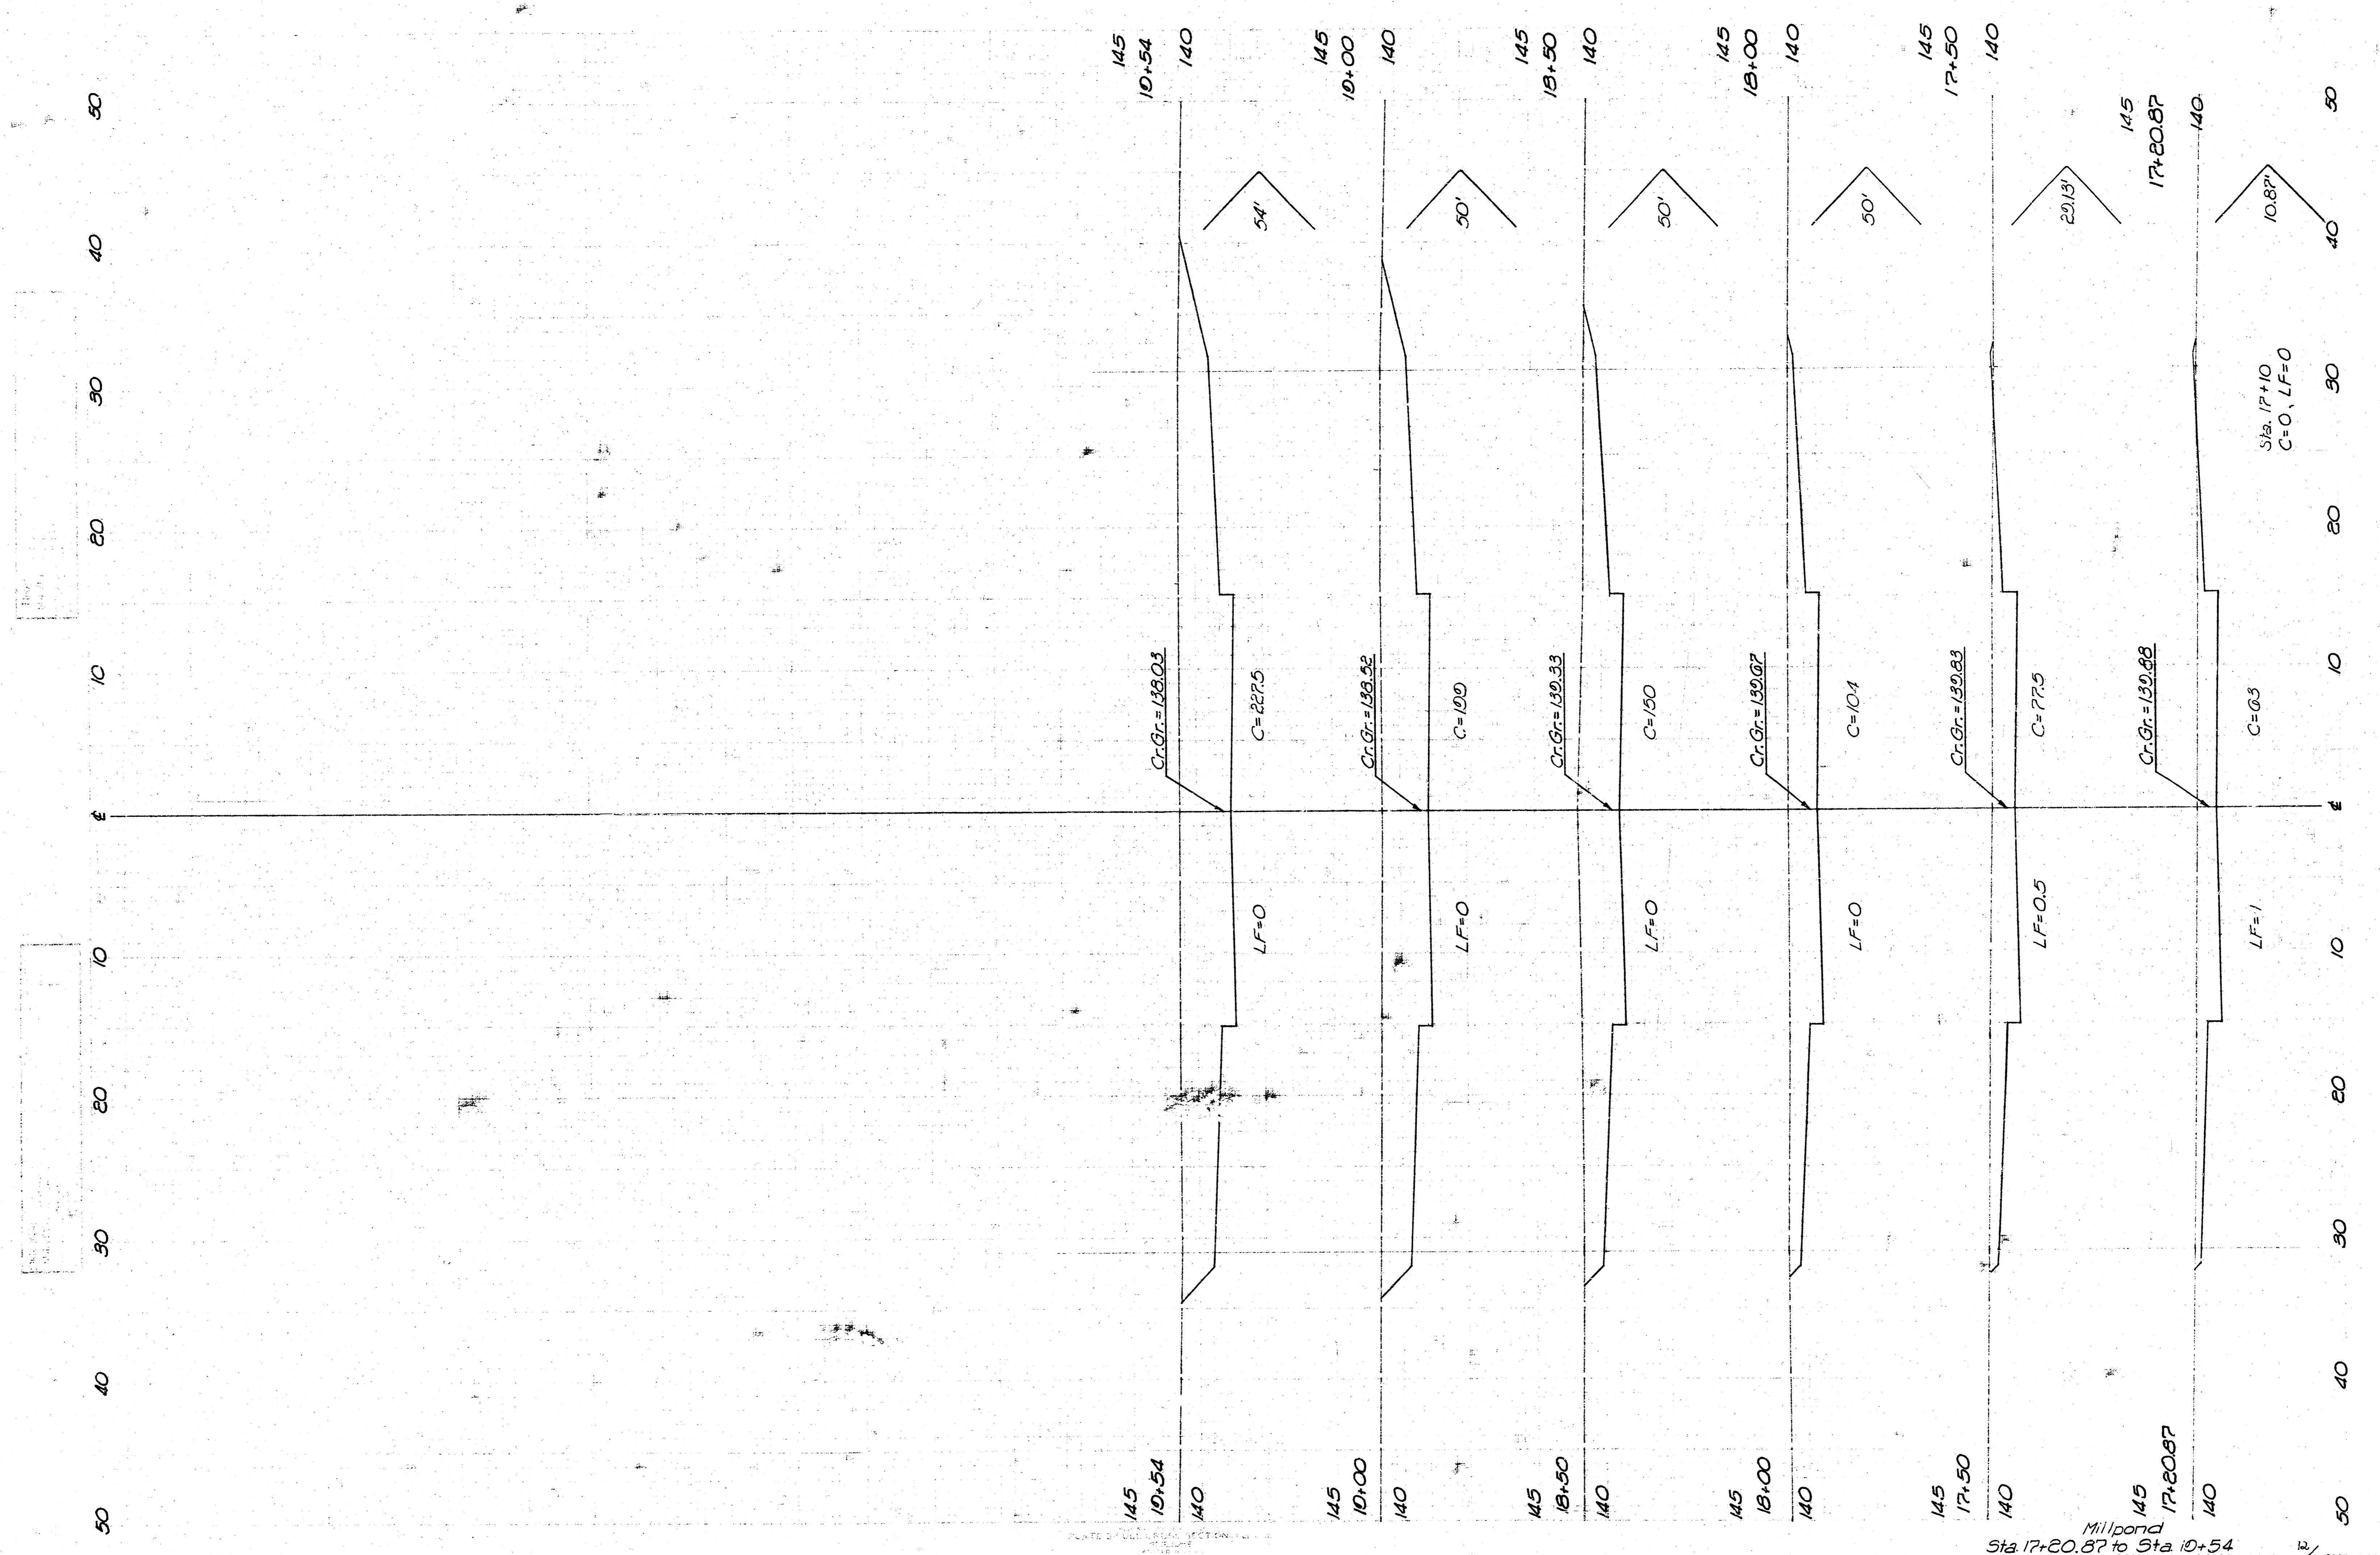 50 40 30 20 10 ℄ 10 20 30 40 50
145 145
19+54 Cr.Gr.=138.03 19+54
140 140
LF=0 C=227.5 54'
145 145
19+00 Cr.Gr.=138.52 19+00
140 140
LF=0 C=199 50'
145 145
18+50 Cr.Gr.=139.33 18+50
140 140
LF=0 C=150 50'
145 145
18+00 Cr.Gr.=139.67 18+00
140 140
LF=0 C=104 50'
145 145
17+50 Cr.Gr.=139.83 17+50
140 140
LF=0.5 C=77.5 29.13'
145 145
17+20.87 Cr.Gr.=139.88 17+20.87
140 140
LF=1 C=63 10.87'
Sta. 17+10
C=0, LF=0
50 40 30 20 10 ℄ 10 20 30 40 50
Millpond
Sta. 17+20.87 to Sta. 19+54
12/